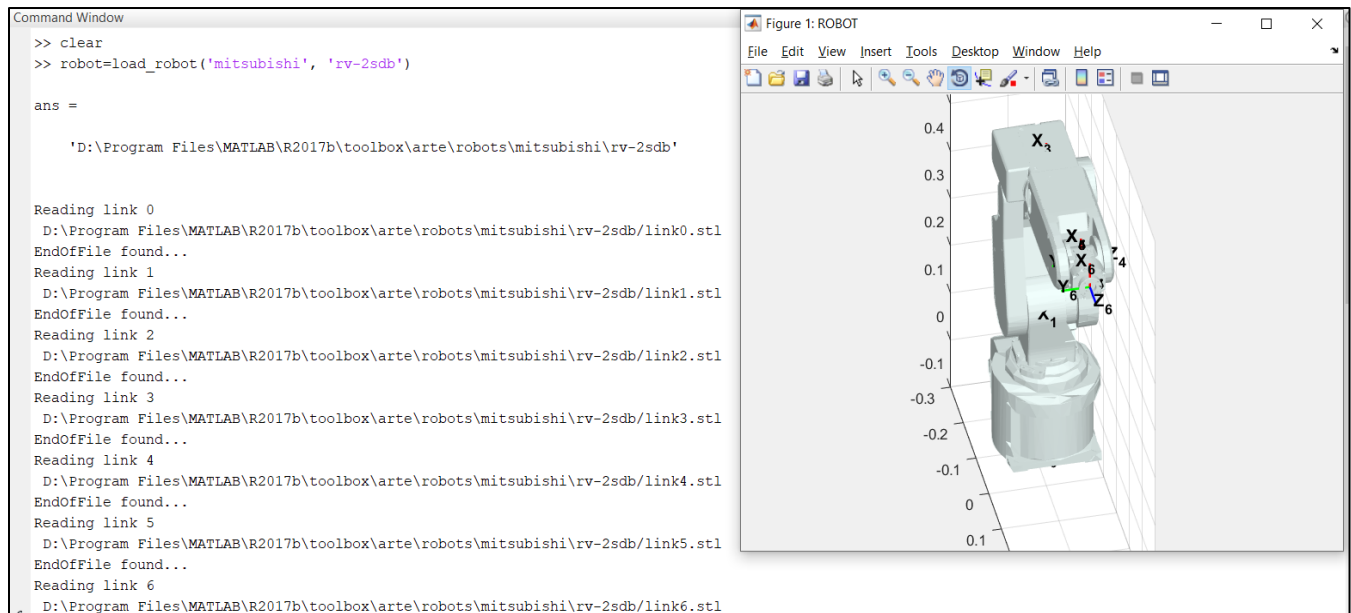 Command Window
>> clear
>> robot=load_robot('mitsubishi', 'rv-2sdb')
ans =
'D:\Program Files\MATLAB\R2017b\toolbox\arte\robots\mitsubishi\rv-2sdb'
Reading link 0
D:\Program Files\MATLAB\R2017b\toolbox\arte\robots\mitsubishi\rv-2sdb/link0.stl
EndOfFile found...
Reading link 1
D:\Program Files\MATLAB\R2017b\toolbox\arte\robots\mitsubishi\rv-2sdb/link1.stl
EndOfFile found...
Reading link 2
D:\Program Files\MATLAB\R2017b\toolbox\arte\robots\mitsubishi\rv-2sdb/link2.stl
EndOfFile found...
Reading link 3
D:\Program Files\MATLAB\R2017b\toolbox\arte\robots\mitsubishi\rv-2sdb/link3.stl
EndOfFile found...
Reading link 4
D:\Program Files\MATLAB\R2017b\toolbox\arte\robots\mitsubishi\rv-2sdb/link4.stl
EndOfFile found...
Reading link 5
D:\Program Files\MATLAB\R2017b\toolbox\arte\robots\mitsubishi\rv-2sdb/link5.stl
EndOfFile found...
Reading link 6
D:\Program Files\MATLAB\R2017b\toolbox\arte\robots\mitsubishi\rv-2sdb/link6.stl
Figure 1: ROBOT
File Edit View Insert Tools Desktop Window Help
0.4
0.3
0.2
0.1
0
-0.1
-0.3
-0.2
-0.1
0
0.1
X6
Y6
Z6
Z4
X1